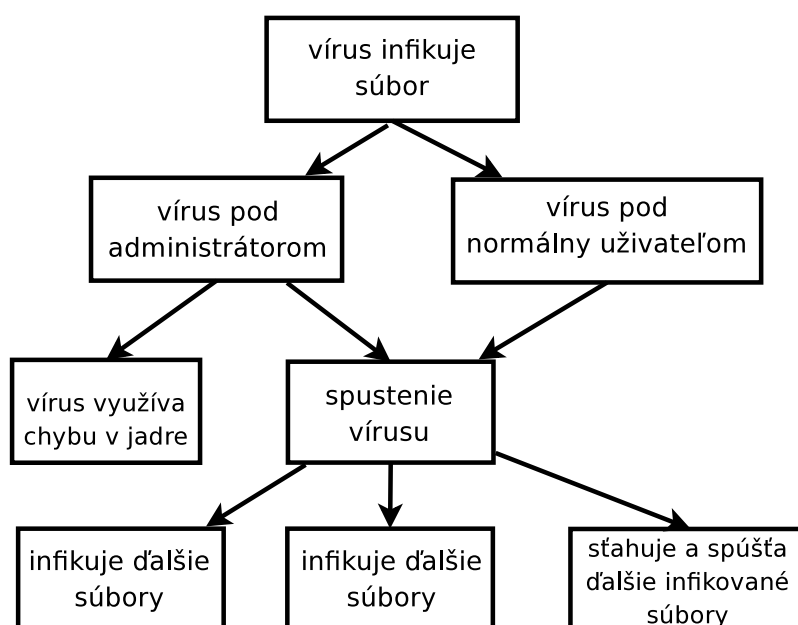 vírus infikuje
súbor
vírus pod
administrátorom
vírus pod
normálny uživateľom
vírus využíva
chybu v jadre
spustenie
vírusu
infikuje ďalšie
súbory
infikuje ďalšie
súbory
sťahuje a spúšťa
ďalšie infikované
súbory